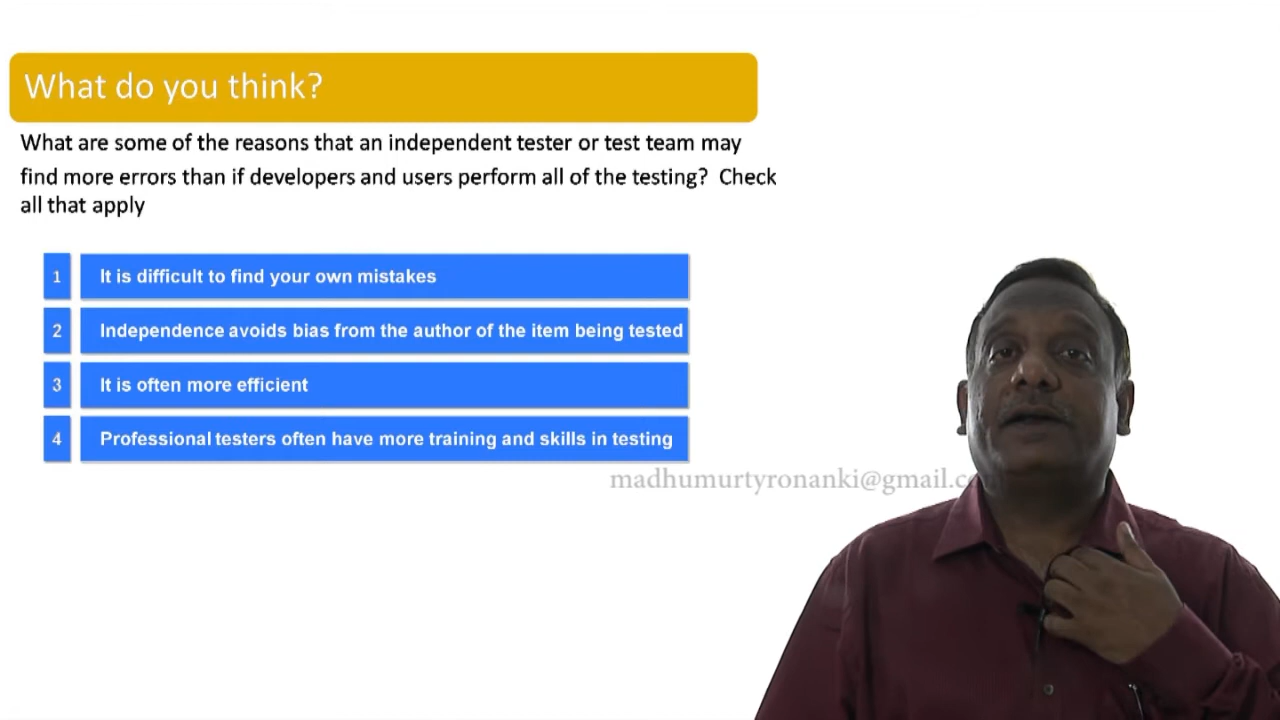 What do you think?
What are some of the reasons that an independent tester or test team may
find more errors than if developers and users perform all of the testing?  Check
all that apply
1 It is difficult to find your own mistakes
2 Independence avoids bias from the author of the item being tested
3 It is often more efficient
4 Professional testers often have more training and skills in testing
madhumurtyronanki@gmail.co